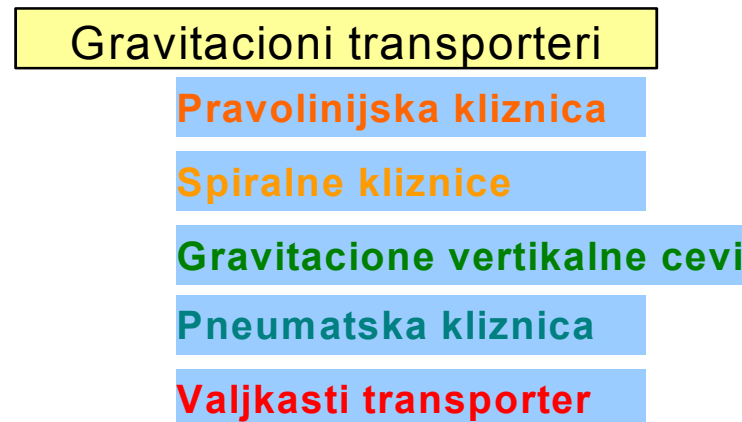 Gravitacioni transporteri
Pravolinijska kliznica
Spiralne kliznice
Gravitacione vertikalne cevi
Pneumatska kliznica
Valjkasti transporter